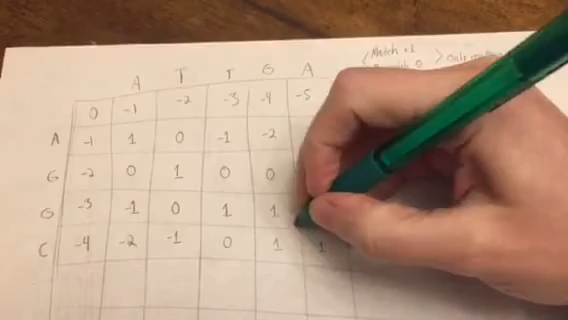 Match +1
A T T G A
0 -1 -2 -3 -4 -5
A -1 1 0 -1 -2
G -2 0 1 0 0
G -3 -1 0 1 1
C -4 -2 -1 0 1 1